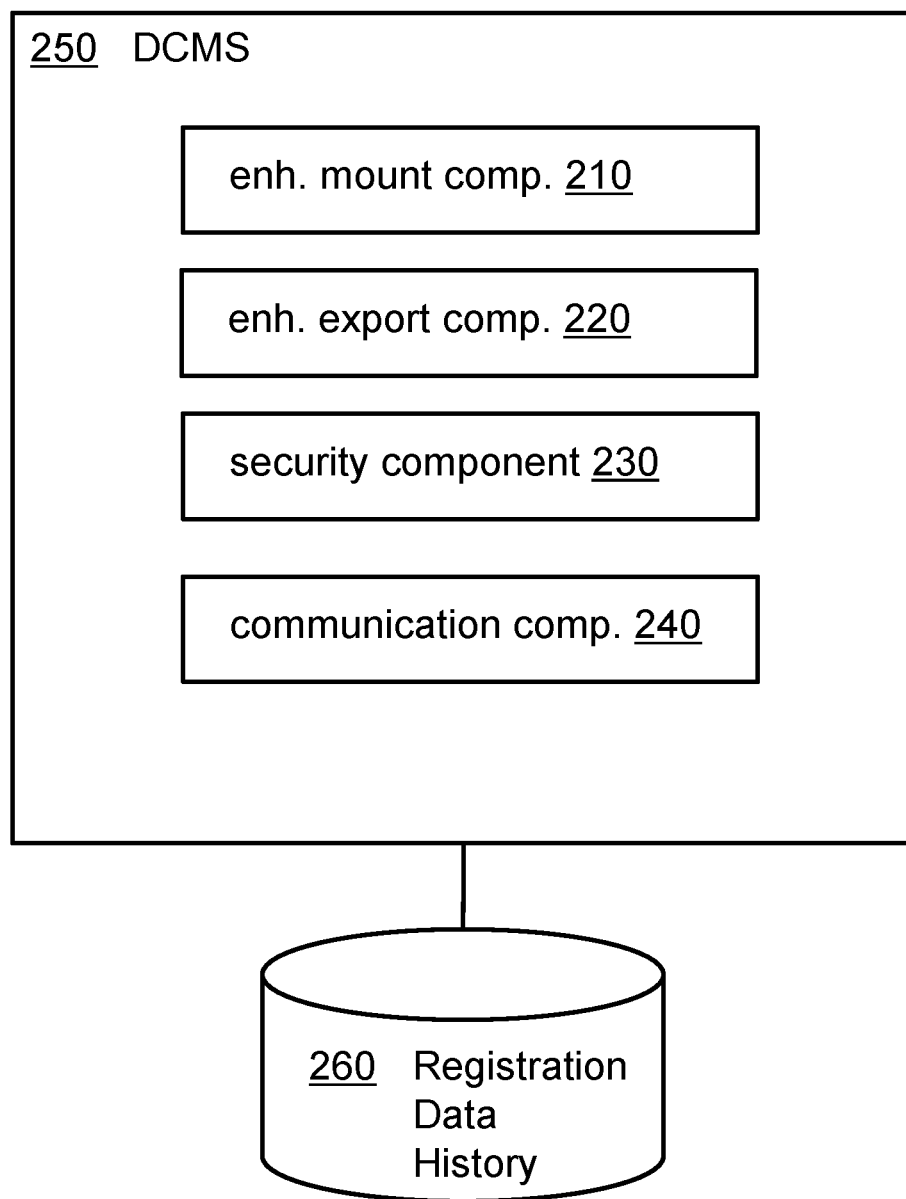 250 DCMS
enh. mount comp. 210
enh. export comp. 220
security component 230
communication comp. 240
260 Registration
Data
History